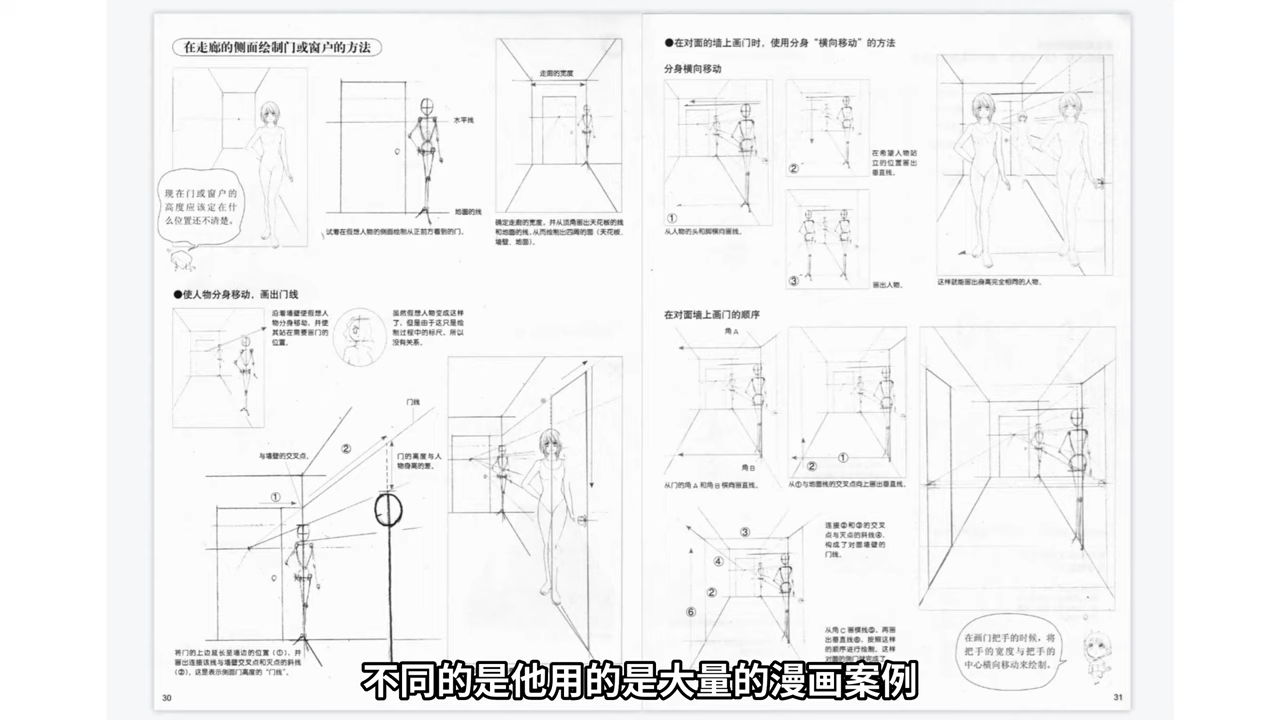 在走廊的侧面绘制门或窗户的方法
现在门或窗户的
高度应该定在什
么位置还不清楚。
水平线
地面的线
试着在假想人物的侧面绘制从正前方看到的门。
走廊的宽度
确定走廊的宽度，并从顶角画出天花板的线
和地面的线，从而绘制出四周的面（天花板、
墙壁、地面）。
●使人物分身移动，画出门线
沿着墙壁使假想人
物分身移动，并使
其站在需要画门的
位置。
虽然假想人物变成这样
了，但是由于这只是绘
制过程中的标尺，所以
没有关系。
门线
与墙壁的交叉点。
②
门的高度与人
物身高的差。
①
将门的上边延长至墙边的位置（①），并
画出连接该线与墙壁交叉点和灭点的斜线
（②），这是表示侧面门高度的“门线”。
30
●在对面的墙上画门时，使用分身“横向移动”的方法
分身横向移动
①
从人物的头和脚横向画线。
②
在希望人物站
立的位置画出
垂直线。
③
画出人物。
这样就能画出身高完全相同的人物。
在对面墙上画门的顺序
角A
角B
从门的角A和角B横向画直线。
②
①
从①与地面线的交叉点向上画出垂直线。
③
④
②
⑥
连接②和③的交叉
点与灭点的斜线④，
构成了对面墙壁的
门线。
从角C画横线⑤，再画
出垂直线⑥，按照这样
的顺序进行绘制，这样
对面的侧门就完成了
在画门把手的时候，将
把手的宽度与把手的
中心横向移动来绘制。
31
不同的是他用的是大量的漫画案例